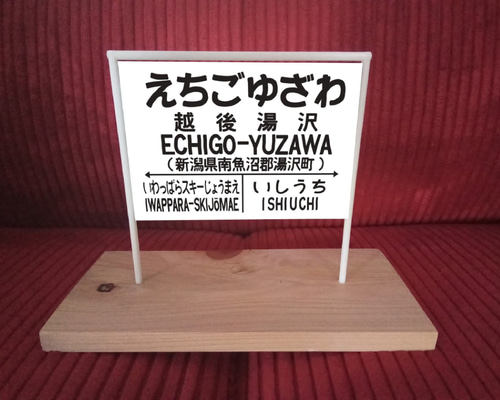 えちごゆざわ
越後湯沢
ECHIGO-YUZAWA
(新潟県南魚沼郡湯沢町)
いわっぱらスキーじょうまえ いしうち
IWAPPARA-SKIJōMAE ISHIUCHI